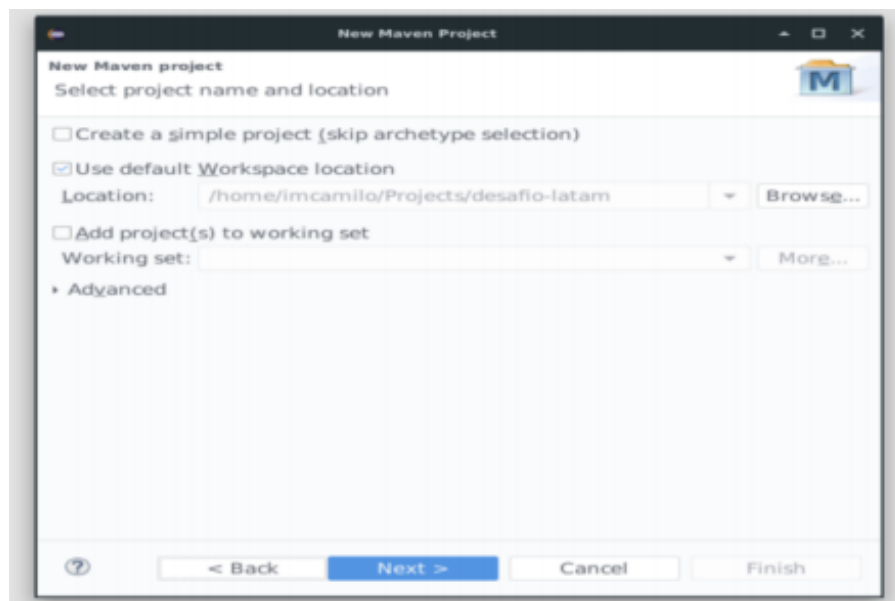 New Maven Project
New Maven project
Select project name and location
M
Create a simple project (skip archetype selection)
Use default Workspace location
Location: /home/imcamilo/Projects/desafio-latam Browse...
Add project(s) to working set
Working set: More...
Advanced
? < Back Next > Cancel Finish